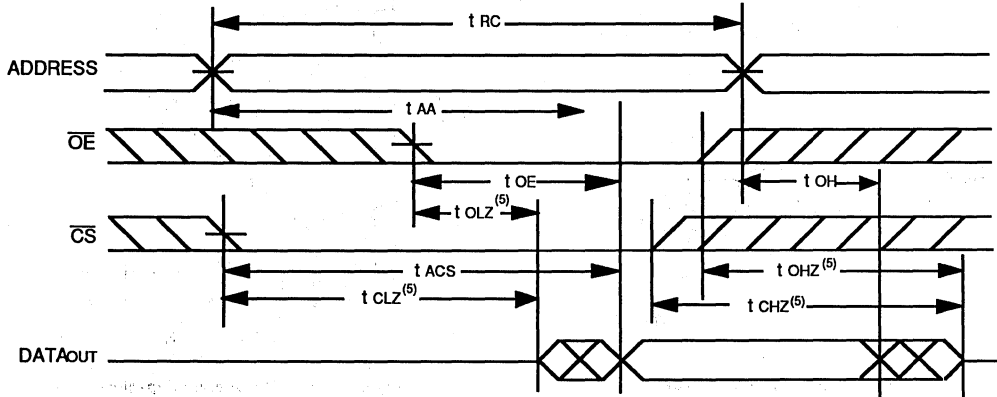 t RC
ADDRESS
t AA
OE
t OE
t OH
t OLZ(5)
CS
t ACS
t OHZ(5)
t CLZ(5)
t CHZ(5)
DATAOUT